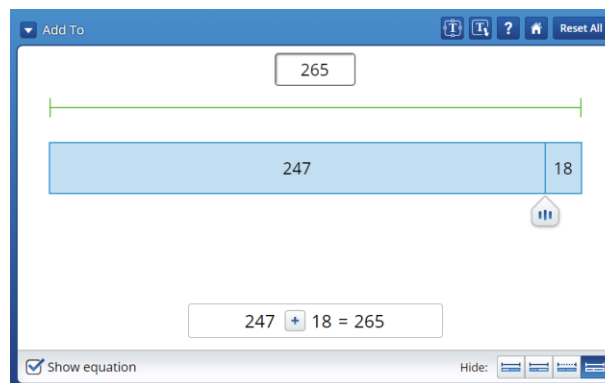 Add To
? Reset All
265
247 18
247 + 18 = 265
Show equation
Hide: